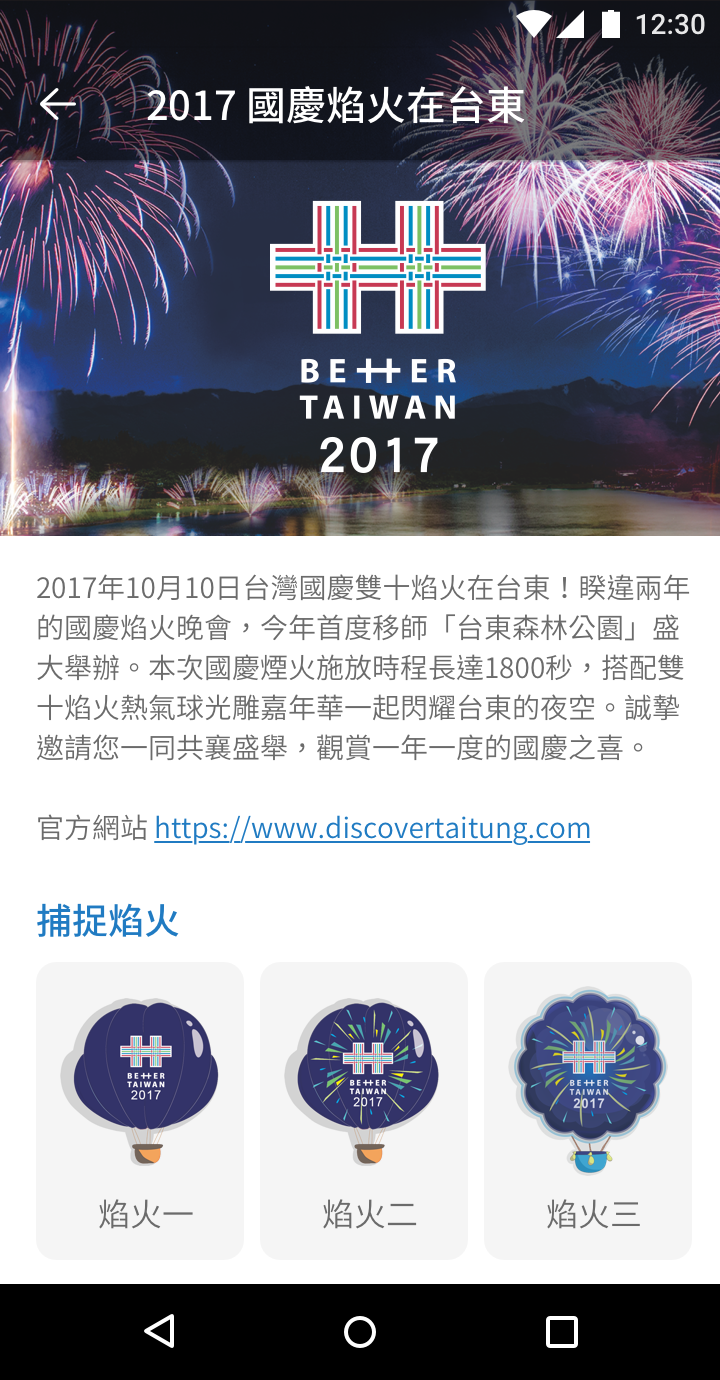 12:30
2017 國慶焰火在台東
BETTER
TAIWAN
2017
2017年10月10日台灣國慶雙十焰火在台東！睽違兩年
的國慶焰火晚會，今年首度移師「台東森林公園」盛
大舉辦。本次國慶煙火施放時程長達1800秒，搭配雙
十焰火熱氣球光雕嘉年華一起閃耀台東的夜空。誠摯
邀請您一同共襄盛舉，觀賞一年一度的國慶之喜。
官方網站 https://www.discovertaitung.com
捕捉焰火
BETTER
TAIWAN
2017
焰火一
BETTER
TAIWAN
2017
焰火二
BETTER
TAIWAN
2017
焰火三